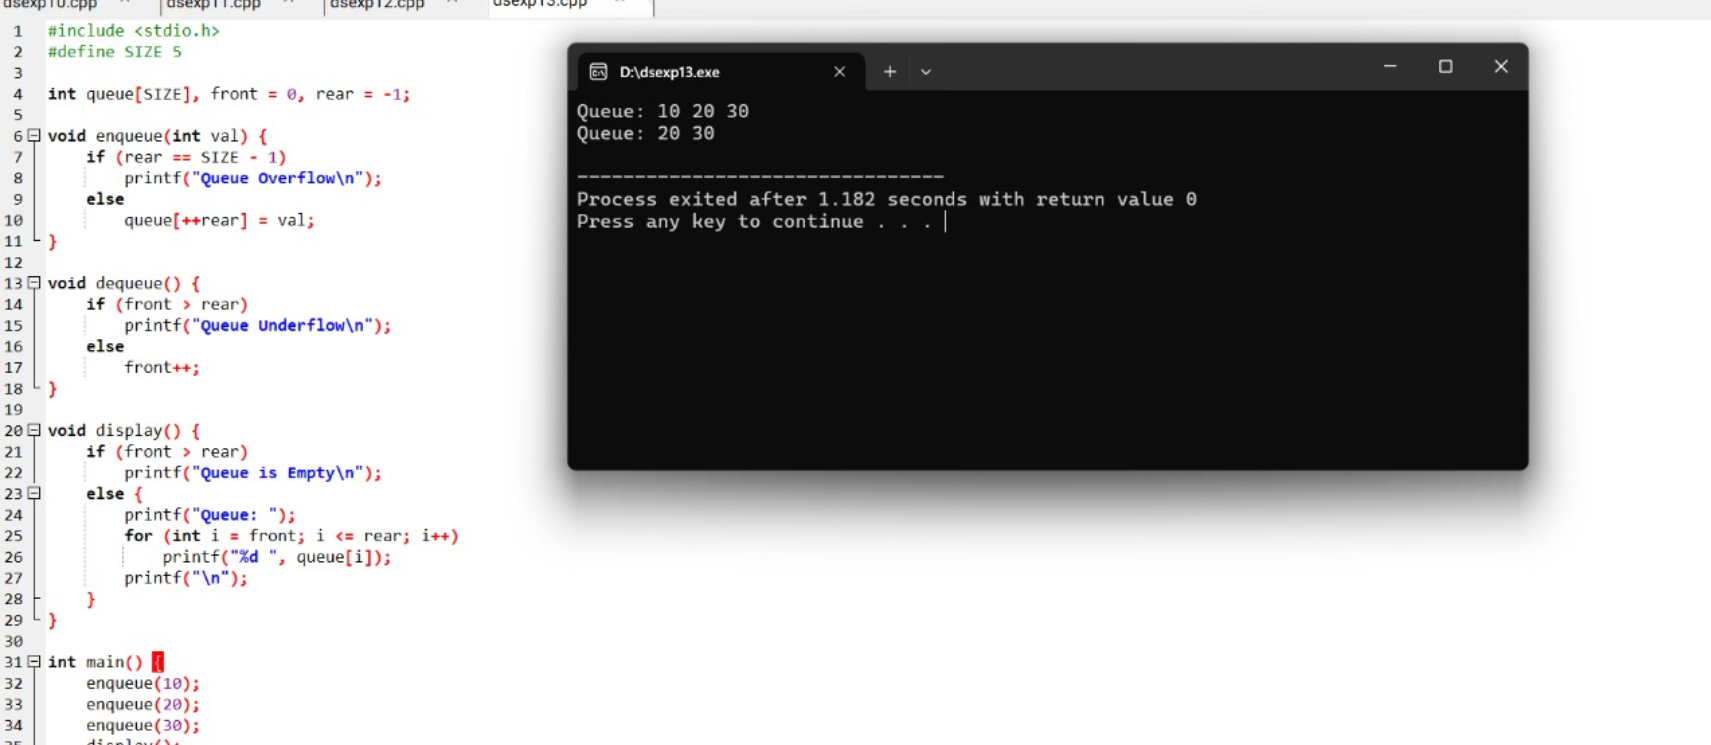 dsexp10.cpp dsexp11.cpp dsexp12.cpp dsexp13.cpp
1 #include <stdio.h>
2 #define SIZE 5
3
4 int queue[SIZE], front = 0, rear = -1;
5
6 void enqueue(int val) {
7 if (rear == SIZE - 1)
8 printf("Queue Overflow\n");
9 else
10 queue[++rear] = val;
11 }
12
13 void dequeue() {
14 if (front > rear)
15 printf("Queue Underflow\n");
16 else
17 front++;
18 }
19
20 void display() {
21 if (front > rear)
22 printf("Queue is Empty\n");
23 else {
24 printf("Queue: ");
25 for (int i = front; i <= rear; i++)
26 printf("%d ", queue[i]);
27 printf("\n");
28 }
29 }
30
31 int main() {
32 enqueue(10);
33 enqueue(20);
34 enqueue(30);
35 display();
D:\dsexp13.exe
Queue: 10 20 30
Queue: 20 30
--------------------------------
Process exited after 1.182 seconds with return value 0
Press any key to continue . . .